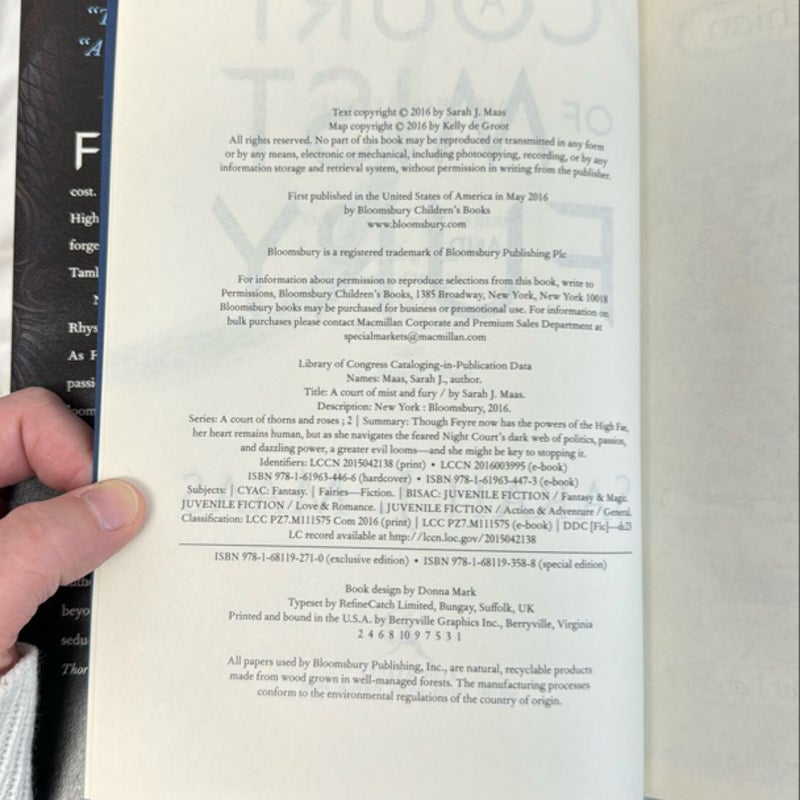 "T
"A
F
cost.
High
forge
Taml
N
Rhys
As F
passi
loom
beyo
sedu
Thor
COURT
OF MIST
AND
FURY
Text copyright © 2016 by Sarah J. Maas
Map copyright © 2016 by Kelly de Groot
All rights reserved. No part of this book may be reproduced or transmitted in any form
or by any means, electronic or mechanical, including photocopying, recording, or by any
information storage and retrieval system, without permission in writing from the publisher.
First published in the United States of America in May 2016
by Bloomsbury Children's Books
www.bloomsbury.com
Bloomsbury is a registered trademark of Bloomsbury Publishing Plc
For information about permission to reproduce selections from this book, write to
Permissions, Bloomsbury Children's Books, 1385 Broadway, New York, New York 10018
Bloomsbury books may be purchased for business or promotional use. For information on
bulk purchases please contact Macmillan Corporate and Premium Sales Department at
specialmarkets@macmillan.com
Library of Congress Cataloging-in-Publication Data
Names: Maas, Sarah J., author.
Title: A court of mist and fury / by Sarah J. Maas.
Description: New York : Bloomsbury, 2016.
Series: A court of thorns and roses ; 2 | Summary: Though Feyre now has the powers of the High Fae,
her heart remains human, but as she navigates the feared Night Court's dark web of politics, passion,
and dazzling power, a greater evil looms—and she might be key to stopping it.
Identifiers: LCCN 2015042138 (print) • LCCN 2016003995 (e-book)
ISBN 978-1-61963-446-6 (hardcover) • ISBN 978-1-61963-447-3 (e-book)
Subjects: | CYAC: Fantasy. | Fairies—Fiction. | BISAC: JUVENILE FICTION / Fantasy & Magic.
JUVENILE FICTION / Love & Romance. | JUVENILE FICTION / Action & Adventure / General.
Classification: LCC PZ7.M111575 Com 2016 (print) | LCC PZ7.M111575 (e-book) | DDC [Fic]—dc23
LC record available at http://lccn.loc.gov/2015042138
ISBN 978-1-68119-271-0 (exclusive edition) • ISBN 978-1-68119-358-8 (special edition)
Book design by Donna Mark
Typeset by RefineCatch Limited, Bungay, Suffolk, UK
Printed and bound in the U.S.A. by Berryville Graphics Inc., Berryville, Virginia
2 4 6 8 10 9 7 5 3 1
All papers used by Bloomsbury Publishing, Inc., are natural, recyclable products
made from wood grown in well-managed forests. The manufacturing processes
conform to the environmental regulations of the country of origin.